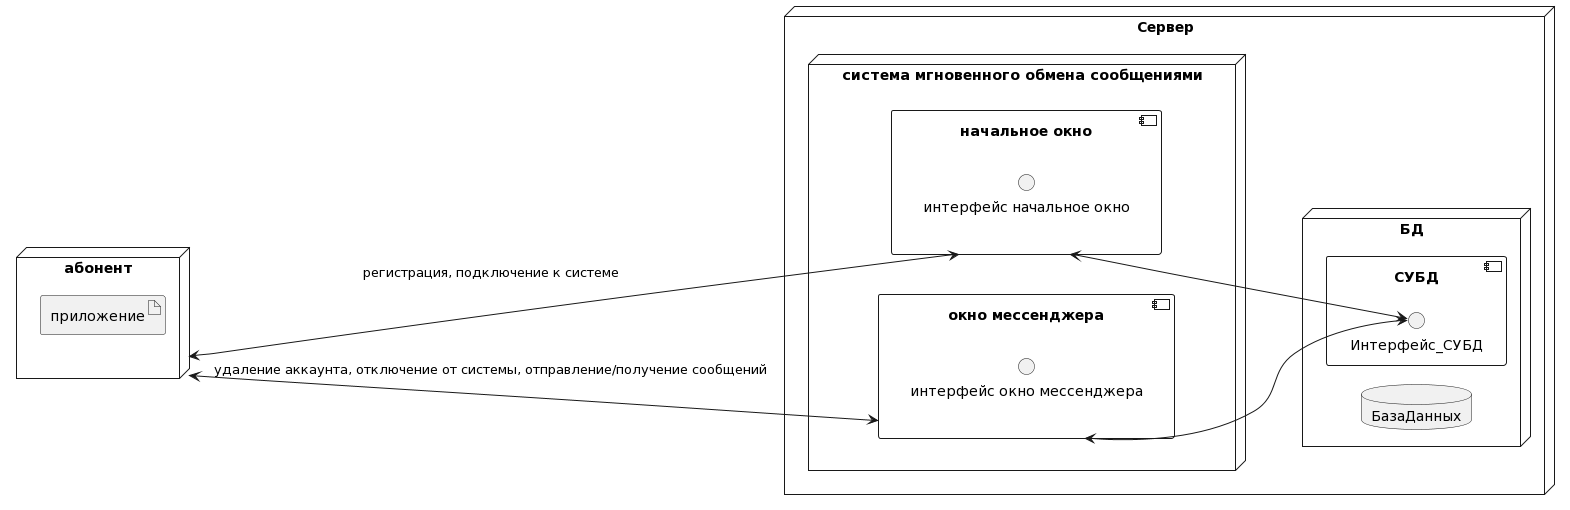 Сервер
система мгновенного обмена сообщениями
начальное окно
интерфейс начальное окно
БД
абонент
регистрация, подключение к системе
СУБД
приложение
окно мессенджера
Интерфейс_СУБД
удаление аккаунта, отключение от системы, отправление/получение сообщений
интерфейс окно мессенджера
БазаДанных